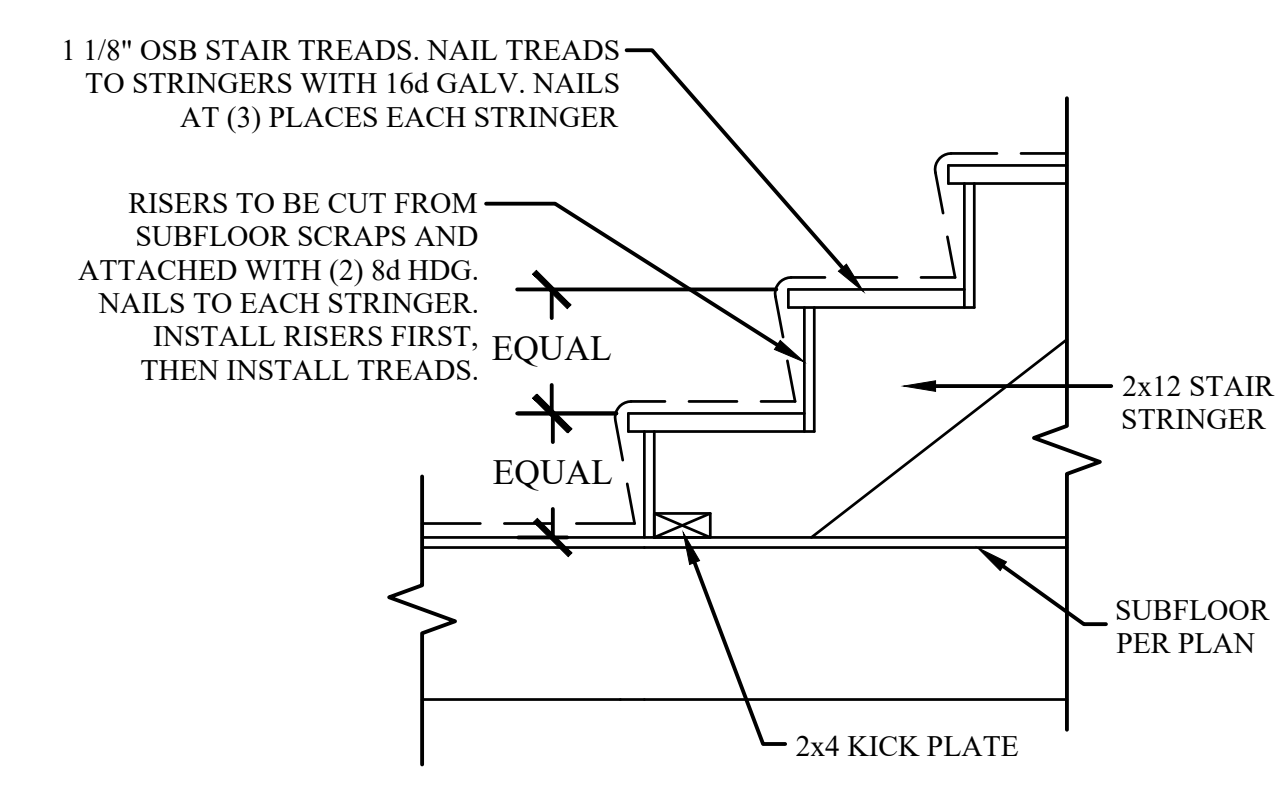 1 1/8" OSB STAIR TREADS. NAIL TREADS
TO STRINGERS WITH 16d GALV. NAILS
AT (3) PLACES EACH STRINGER
RISERS TO BE CUT FROM
SUBFLOOR SCRAPS AND
ATTACHED WITH (2) 8d HDG.
NAILS TO EACH STRINGER.
INSTALL RISERS FIRST,
THEN INSTALL TREADS.
EQUAL
EQUAL
2x12 STAIR
STRINGER
SUBFLOOR
PER PLAN
2x4 KICK PLATE